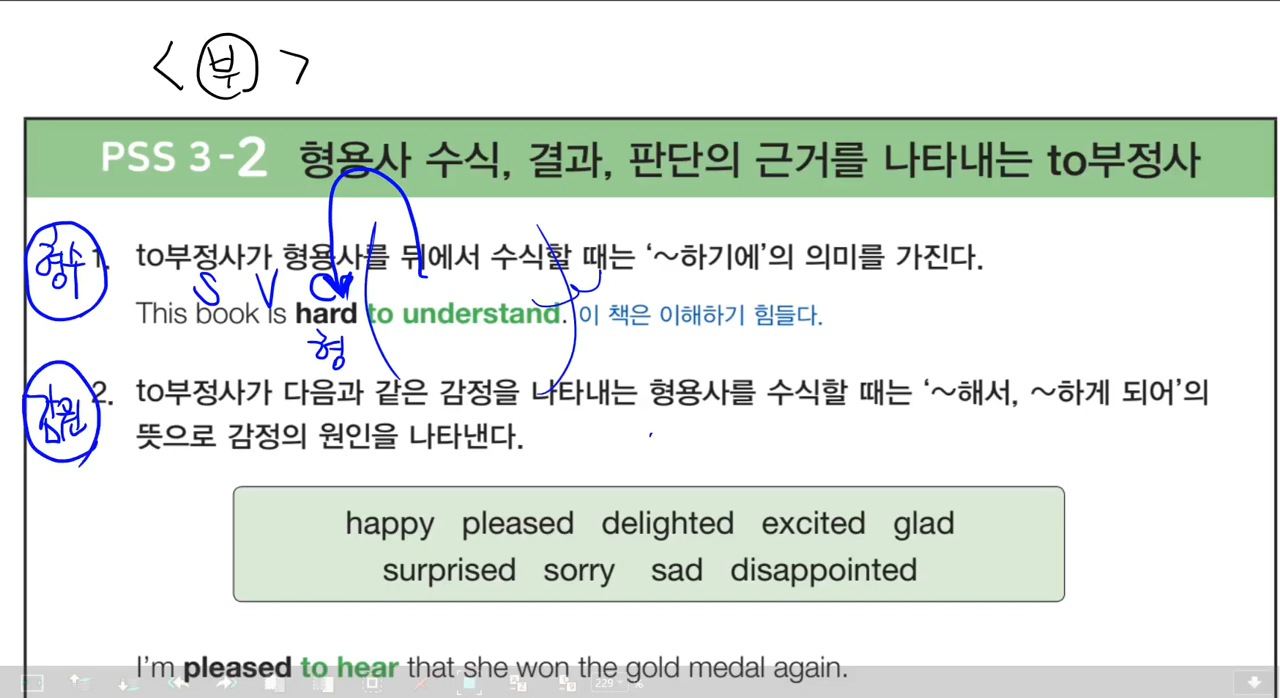 <부>
PSS 3-2 형용사 수식, 결과, 판단의 근거를 나타내는 to부정사
형수
1. to부정사가 형용사를 뒤에서 수식할 때는 ‘~하기에’의 의미를 가진다.
S V C
This book is hard to understand. 이 책은 이해하기 힘들다.
형
감원
2. to부정사가 다음과 같은 감정을 나타내는 형용사를 수식할 때는 ‘~해서, ~하게 되어’의
뜻으로 감정의 원인을 나타낸다.
happy pleased delighted excited glad
surprised sorry sad disappointed
I’m pleased to hear that she won the gold medal again.
229 %